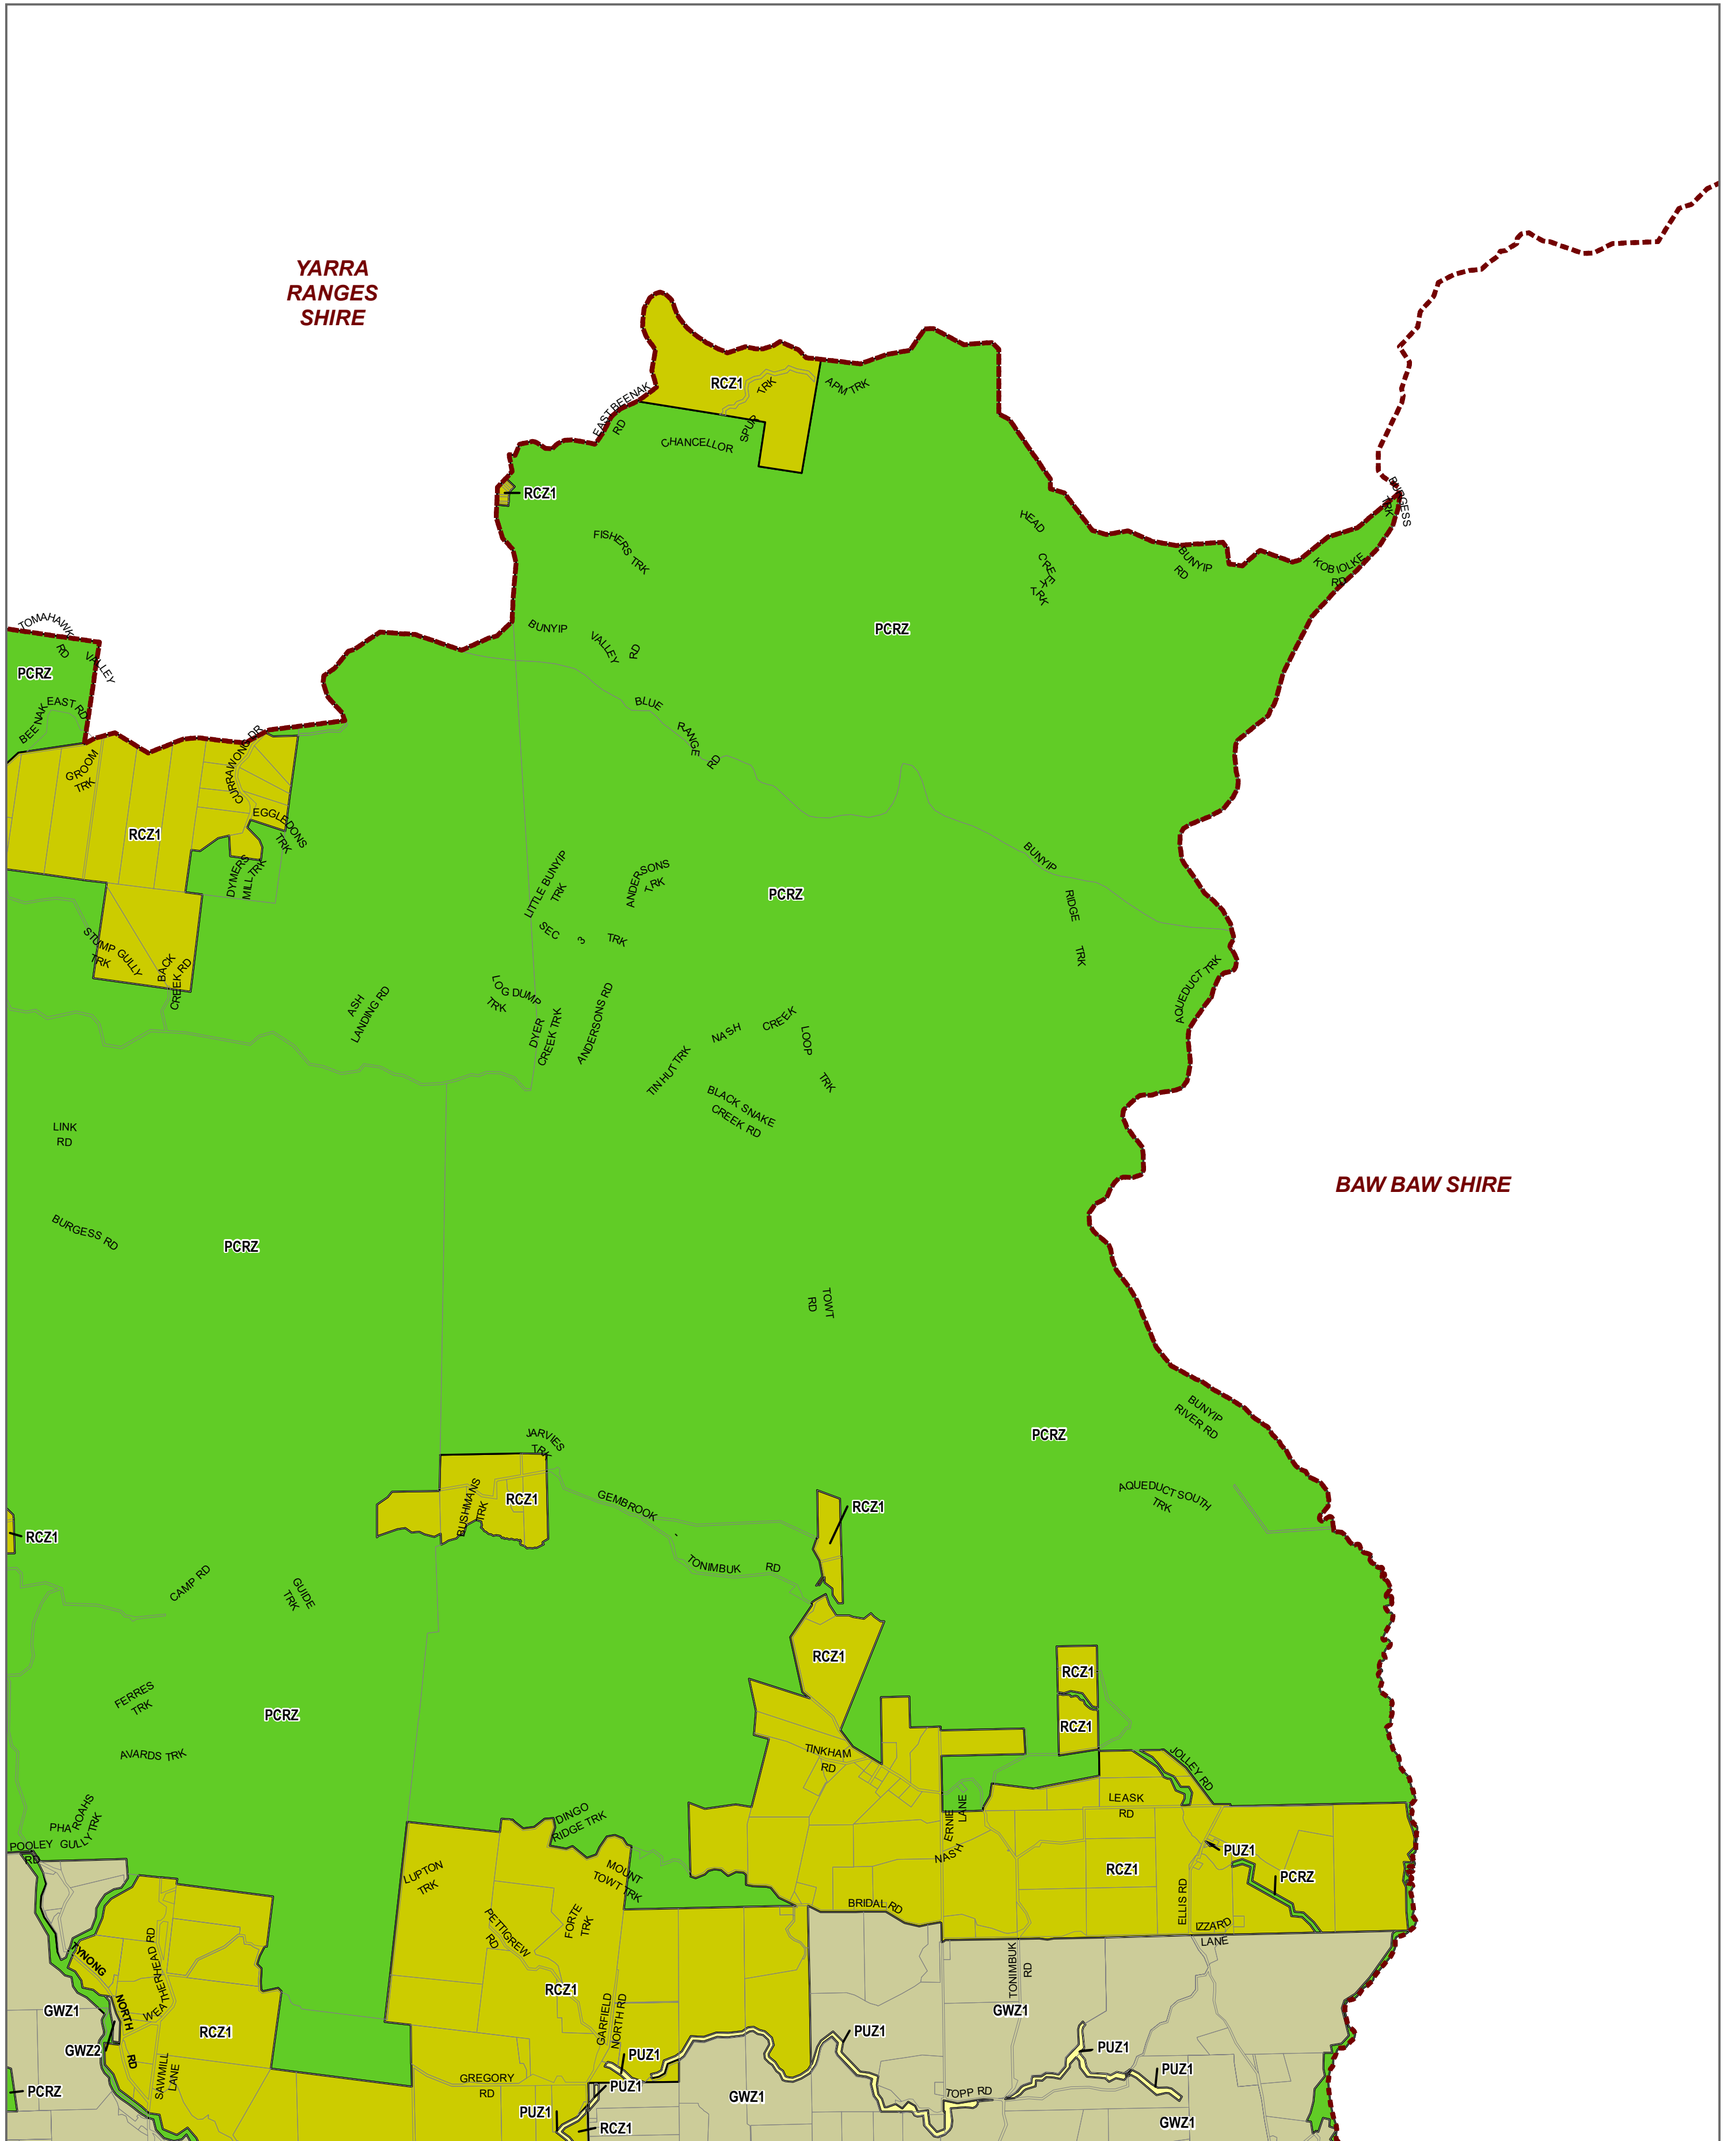 YARRA
RANGES
SHIRE
RCZ1
TRK
APM TRK
EAST BEENAK
RD
SPUR
CHANCELLOR
RCZ1
BURGESS
TRK
HEAD
CREEK
TRK
FISHERS TRK
BUNYIP
RD
KOBIOLKE
RD
TOMAHAWK
RD
VALLEY
PCRZ
BUNYIP
VALLEY
RD
PCRZ
BEENAK
EAST RD
BLUE
RANGE
RD
GROOM
TRK
CURRAWONG DR
EGGLEDONS
TRK
RCZ1
DYMERS
MILL TRK
LITTLE BUNYIP
TRK
ANDERSONS
TRK
PCRZ
BUNYIP
RIDGE
TRK
SEC
3
TRK
STUMP GULLY
TRK
BACK
CREEK RD
AQUEDUCT TRK
ASH
LANDING RD
LOG DUMP
TRK
DYER
CREEK TRK
ANDERSONS RD
NASH
CREEK
LOOP
TRK
TIN HUT TRK
BLACK SNAKE
CREEK RD
LINK
RD
BAW BAW SHIRE
BURGESS RD
PCRZ
TOWT
RD
BUNYIP
RIVER RD
PCRZ
JARVIES
TRK
AQUEDUCT SOUTH
TRK
BUSHMANS
TRK
RCZ1
GEMBROOK
-
TONIMBUK
RD
RCZ1
RCZ1
CAMP RD
GUIDE
TRK
RCZ1
RCZ1
RCZ1
FERRES
TRK
PCRZ
AVARDS TRK
TINKHAM
RD
JOLLEY RD
PHAROAHS
GULLY TRK
POOLEY
RD
DINGO
RIDGE TRK
ERNIE
LANE
LEASK
RD
NASH
PUZ1
RCZ1
PCRZ
LUPTON
TRK
MOUNT
TOWT TRK
BRIDAL RD
ELLIS RD
IZZARD
LANE
PETTIGREW
RD
FORTE
TRK
TYNONG
NORTH
RD
WEATHERHEAD RD
TONIMBUK
RD
RCZ1
GWZ1
GWZ1
RCZ1
GARFIELD
NORTH RD
GWZ2
PUZ1
PUZ1
PUZ1
PUZ1
SAWMILL
LANE
GREGORY
RD
PUZ1
PCRZ
GWZ1
TOPP RD
PUZ1
RCZ1
GWZ1